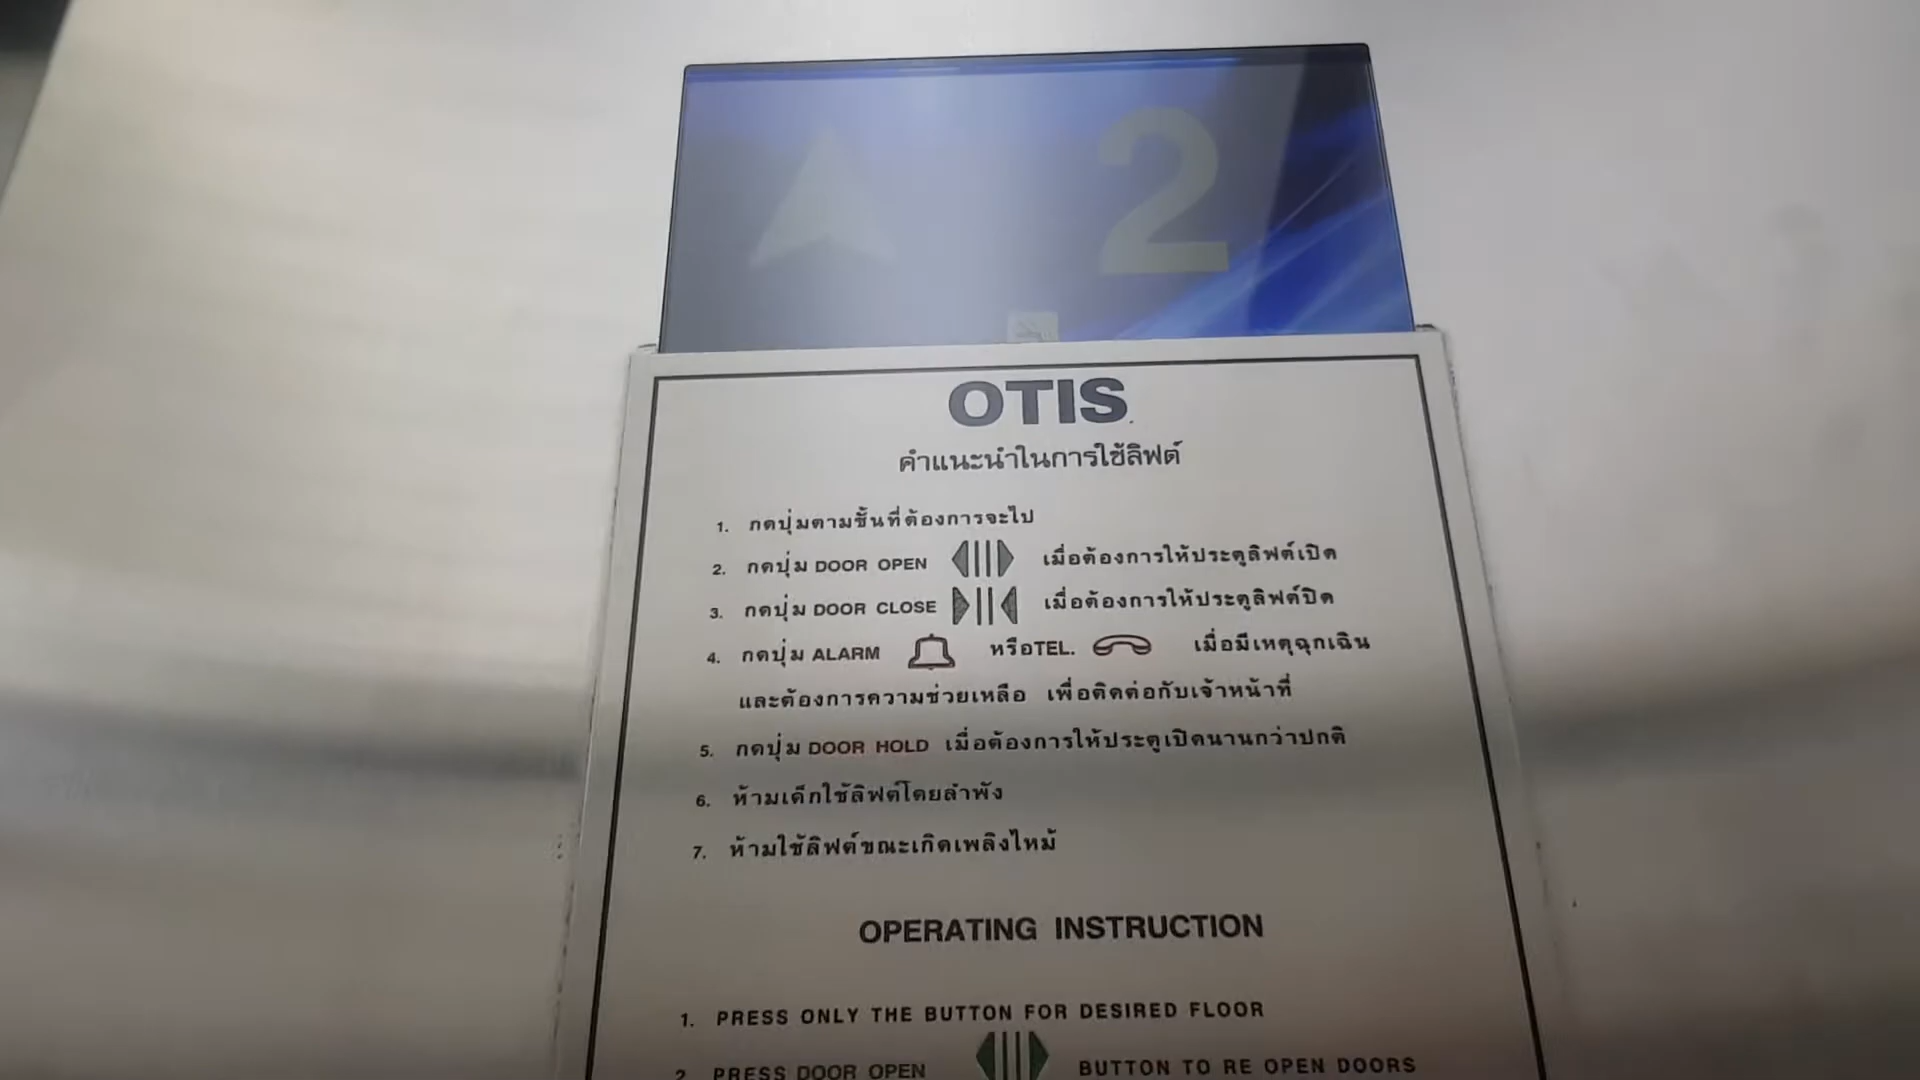 2
OTIS
คำแนะนำในการใช้ลิฟต์
1. กดปุ่มตามชั้นที่ต้องการจะไป
2. กดปุ่ม DOOR OPEN เมื่อต้องการให้ประตูลิฟต์เปิด
3. กดปุ่ม DOOR CLOSE เมื่อต้องการให้ประตูลิฟต์ปิด
4. กดปุ่ม ALARM หรือTEL. เมื่อมีเหตุฉุกเฉิน
และต้องการความช่วยเหลือ เพื่อติดต่อกับเจ้าหน้าที่
5. กดปุ่ม DOOR HOLD เมื่อต้องการให้ประตูเปิดนานกว่าปกติ
6. ห้ามเด็กใช้ลิฟต์โดยลำพัง
7. ห้ามใช้ลิฟต์ขณะเกิดเพลิงไหม้
OPERATING INSTRUCTION
1. PRESS ONLY THE BUTTON FOR DESIRED FLOOR
2. PRESS DOOR OPEN BUTTON TO RE OPEN DOORS